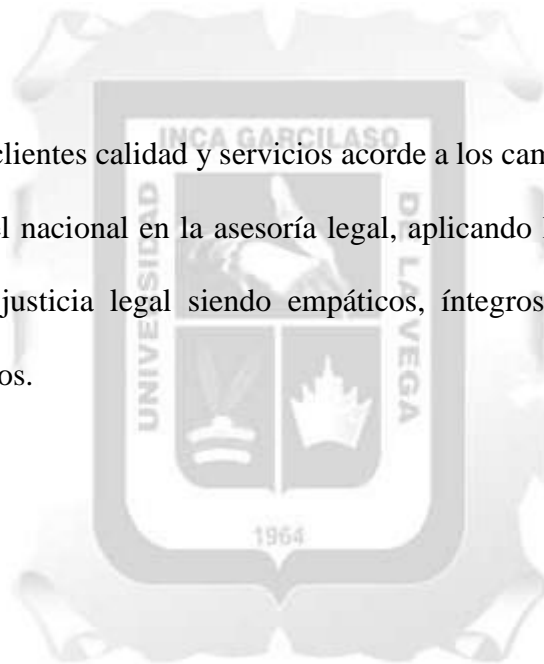 clientes calidad y servicios acorde a los cam
l nacional en la asesoría legal, aplicando
justicia legal siendo empáticos, íntegros
os.
INCA GARCILASO
UNIVERSIDAD
DE LA VEGA
1964